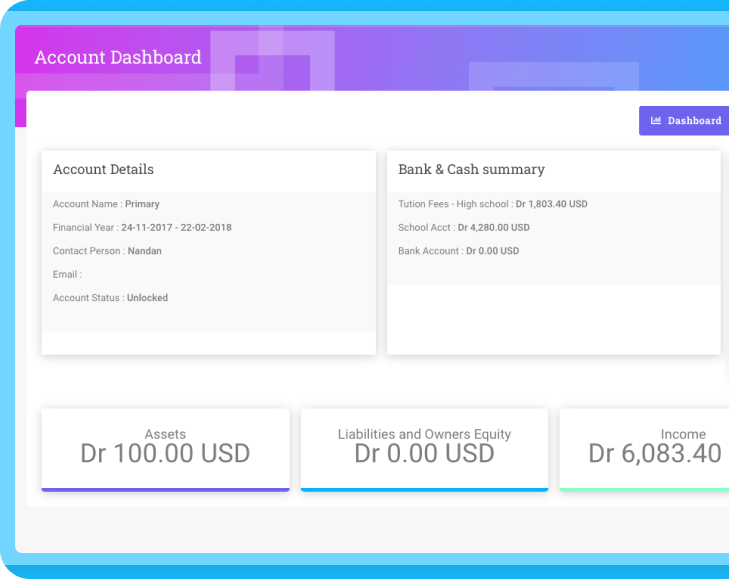 Account Dashboard
Dashboard
Account Details
Account Name : Primary
Financial Year : 24-11-2017 - 22-02-2018
Contact Person : Nandan
Email :
Account Status : Unlocked
Bank & Cash summary
Tution Fees - High school : Dr 1,803.40 USD
School Acct : Dr 4,280.00 USD
Bank Account : Dr 0.00 USD
Assets
Dr 100.00 USD
Liabilities and Owners Equity
Dr 0.00 USD
Income
Dr 6,083.40